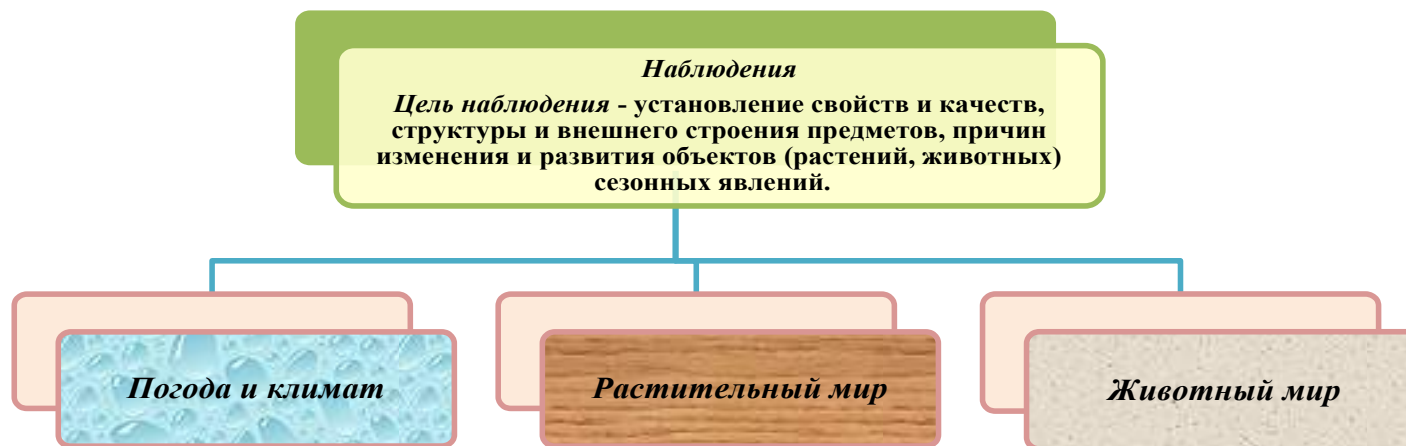 Наблюдения
Цель наблюдения - установление свойств и качеств,
структуры и внешнего строения предметов, причин
изменения и развития объектов (растений, животных)
сезонных явлений.
Погода и климат
Растительный мир
Животный мир